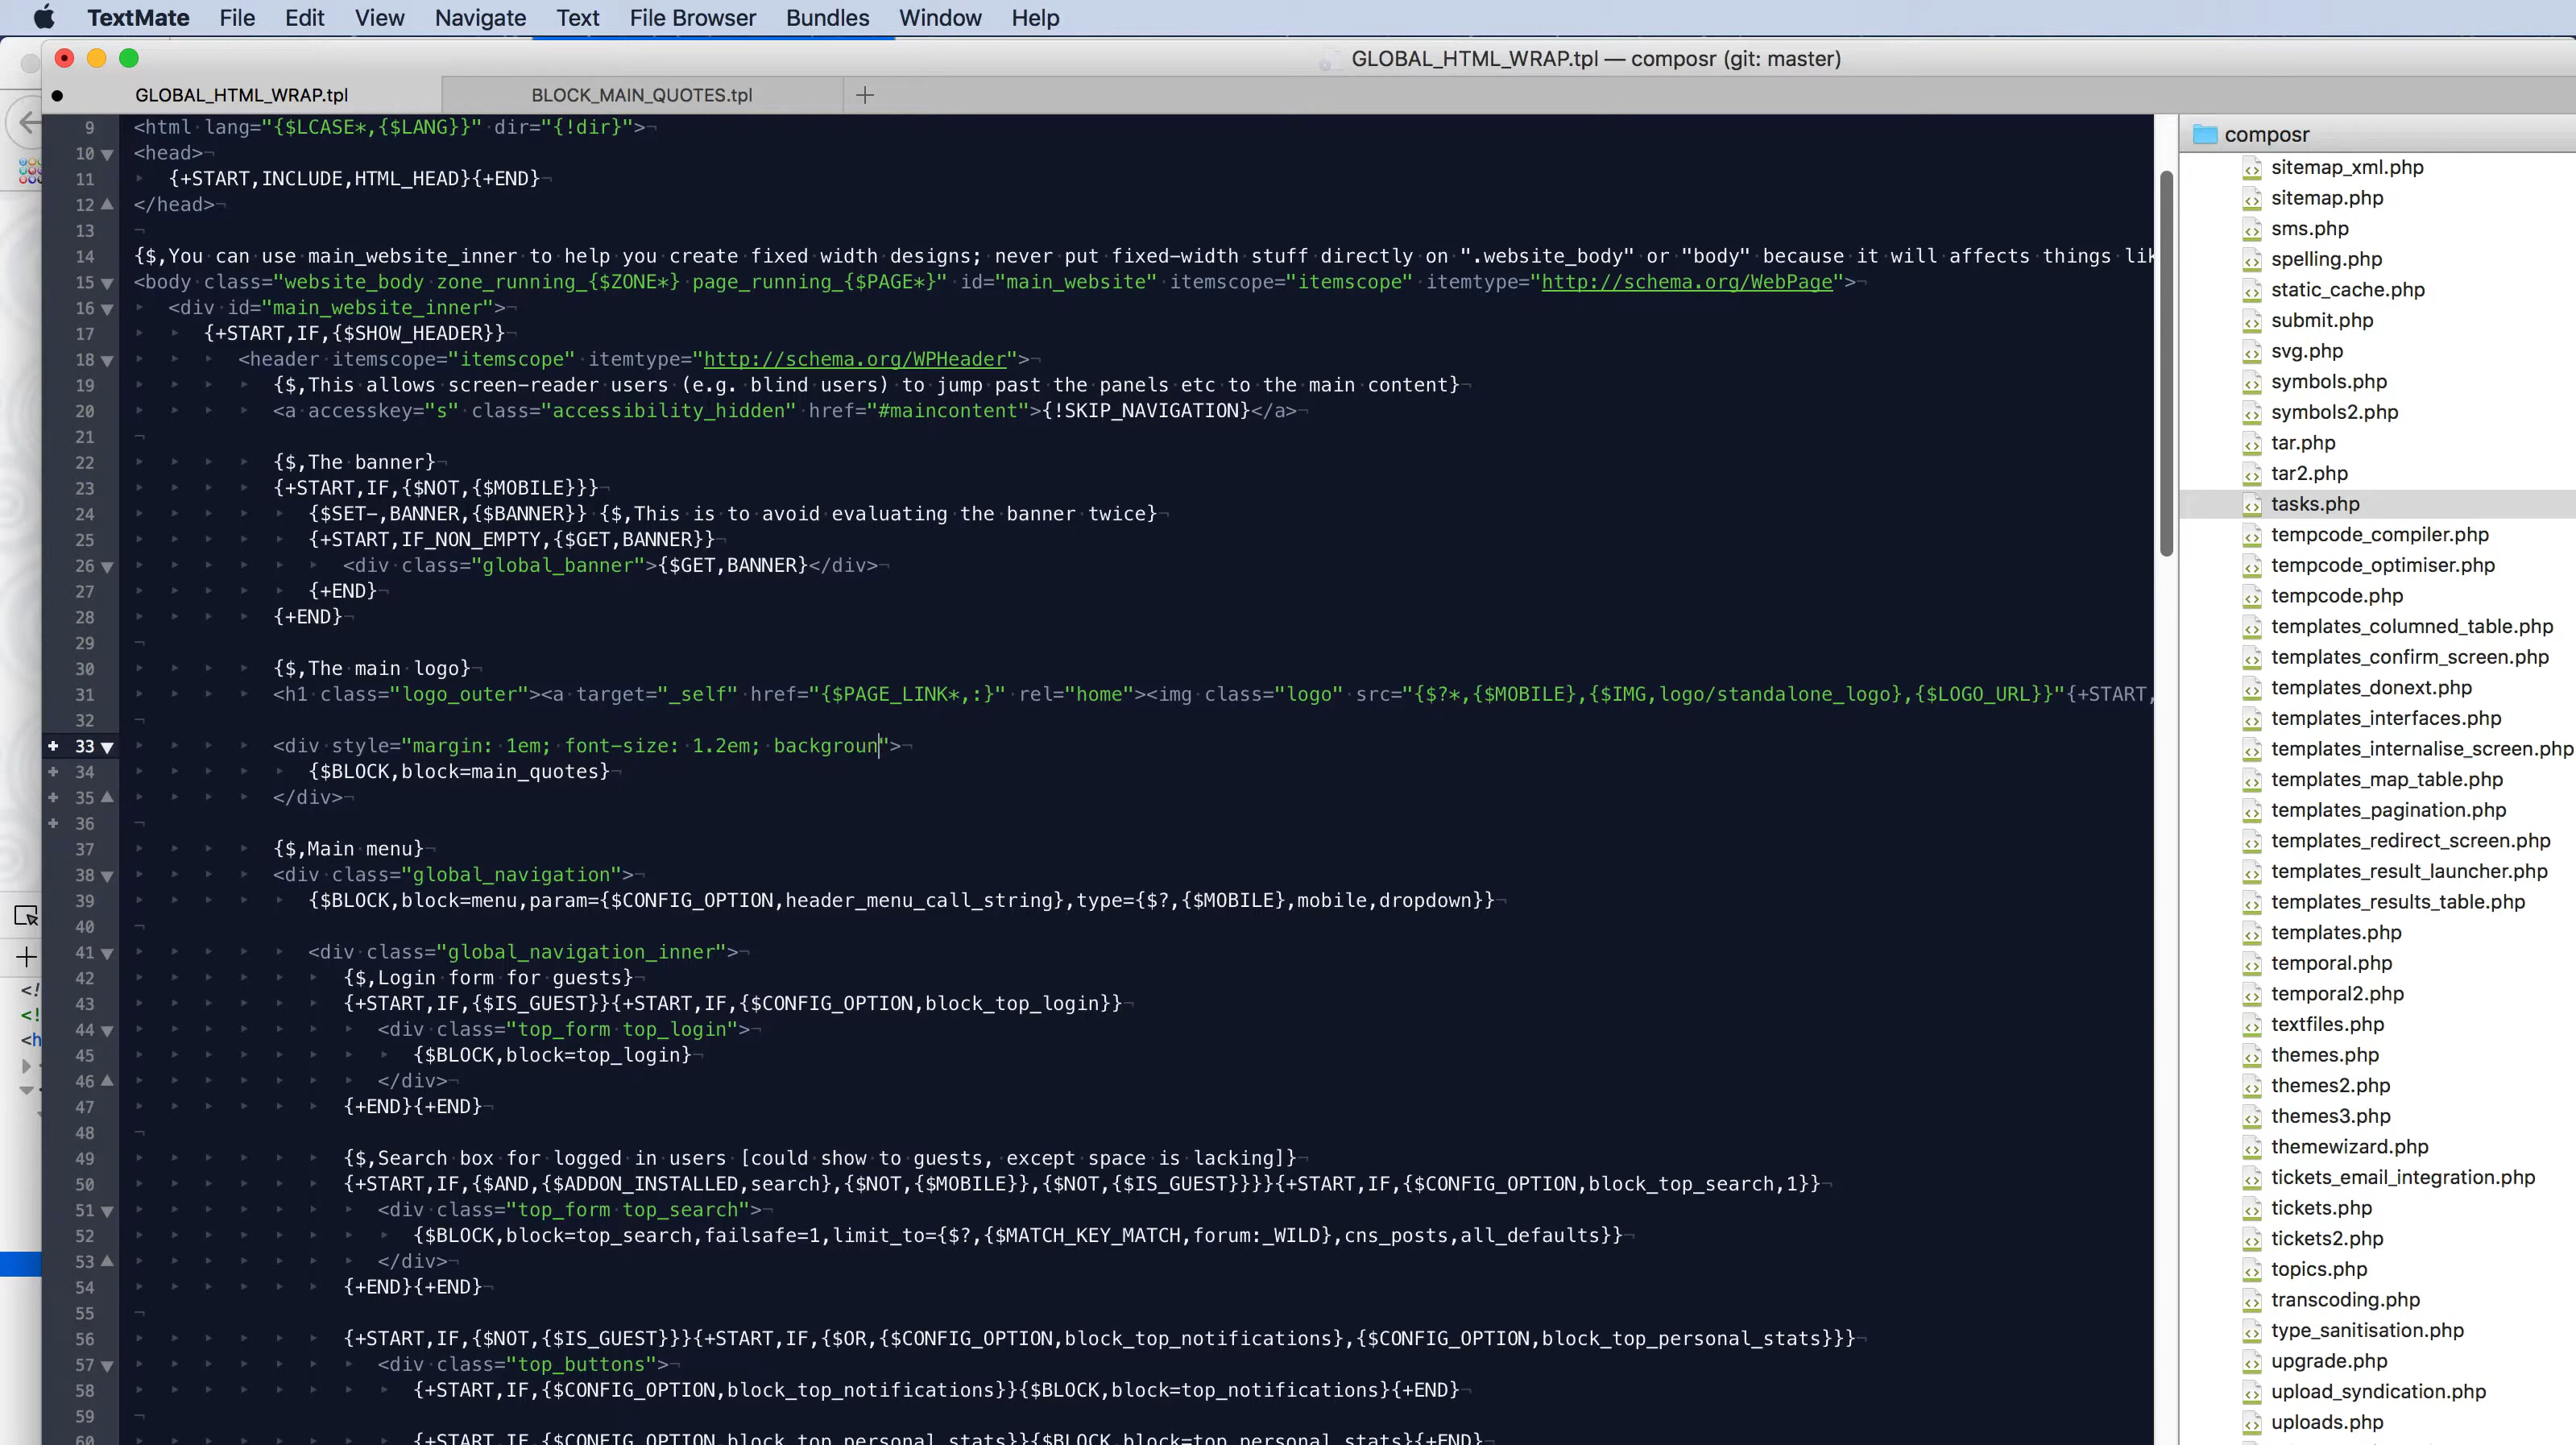 TextMate File Edit View Navigate Text File Browser Bundles Window Help
GLOBAL_HTML_WRAP.tpl — composr (git: master)
GLOBAL_HTML_WRAP.tpl BLOCK_MAIN_QUOTES.tpl
9 <html lang="{$LCASE*,{$LANG}}" dir="{!dir}">
10 <head>
11 {+START,INCLUDE,HTML_HEAD}{+END}
12 </head>
13
14 {$,You can use main_website_inner to help you create fixed width designs; never put fixed-width stuff directly on ".website_body" or "body" because it will affects things lik
15 <body class="website_body zone_running_{$ZONE*} page_running_{$PAGE*}" id="main_website" itemscope="itemscope" itemtype="http://schema.org/WebPage">
16 <div id="main_website_inner">
17 {+START,IF,{$SHOW_HEADER}}
18 <header itemscope="itemscope" itemtype="http://schema.org/WPHeader">
19 {$,This allows screen-reader users (e.g. blind users) to jump past the panels etc to the main content}
20 <a accesskey="s" class="accessibility_hidden" href="#maincontent">{!SKIP_NAVIGATION}</a>
21
22 {$,The banner}
23 {+START,IF,{$NOT,{$MOBILE}}}
24 {$SET-,BANNER,{$BANNER}} {$,This is to avoid evaluating the banner twice}
25 {+START,IF_NON_EMPTY,{$GET,BANNER}}
26 <div class="global_banner">{$GET,BANNER}</div>
27 {+END}
28 {+END}
29
30 {$,The main logo}
31 <h1 class="logo_outer"><a target="_self" href="{$PAGE_LINK*,:}" rel="home"><img class="logo" src="{$?*,{$MOBILE},{$IMG,logo/standalone_logo},{$LOGO_URL}}"{+START,
32
33 <div style="margin: 1em; font-size: 1.2em; backgroun">
34 {$BLOCK,block=main_quotes}
35 </div>
36
37 {$,Main menu}
38 <div class="global_navigation">
39 {$BLOCK,block=menu,param={$CONFIG_OPTION,header_menu_call_string},type={$?,{$MOBILE},mobile,dropdown}}
40
41 <div class="global_navigation_inner">
42 {$,Login form for guests}
43 {+START,IF,{$IS_GUEST}}{+START,IF,{$CONFIG_OPTION,block_top_login}}
44 <div class="top_form top_login">
45 {$BLOCK,block=top_login}
46 </div>
47 {+END}{+END}
48
49 {$,Search box for logged in users [could show to guests, except space is lacking]}
50 {+START,IF,{$AND,{$ADDON_INSTALLED,search},{$NOT,{$MOBILE}},{$NOT,{$IS_GUEST}}}}{+START,IF,{$CONFIG_OPTION,block_top_search,1}}
51 <div class="top_form top_search">
52 {$BLOCK,block=top_search,failsafe=1,limit_to={$?,{$MATCH_KEY_MATCH,forum:_WILD},cns_posts,all_defaults}}
53 </div>
54 {+END}{+END}
55
56 {+START,IF,{$NOT,{$IS_GUEST}}}{+START,IF,{$OR,{$CONFIG_OPTION,block_top_notifications},{$CONFIG_OPTION,block_top_personal_stats}}}
57 <div class="top_buttons">
58 {+START,IF,{$CONFIG_OPTION,block_top_notifications}}{$BLOCK,block=top_notifications}{+END}
59
60 {+START,IF,{$CONFIG_OPTION,block_top_personal_stats}}{$BLOCK,block=top_personal_stats}{+END}
composr
sitemap_xml.php
sitemap.php
sms.php
spelling.php
static_cache.php
submit.php
svg.php
symbols.php
symbols2.php
tar.php
tar2.php
tasks.php
tempcode_compiler.php
tempcode_optimiser.php
tempcode.php
templates_columned_table.php
templates_confirm_screen.php
templates_donext.php
templates_interfaces.php
templates_internalise_screen.php
templates_map_table.php
templates_pagination.php
templates_redirect_screen.php
templates_result_launcher.php
templates_results_table.php
templates.php
temporal.php
temporal2.php
textfiles.php
themes.php
themes2.php
themes3.php
themewizard.php
tickets_email_integration.php
tickets.php
tickets2.php
topics.php
transcoding.php
type_sanitisation.php
upgrade.php
upload_syndication.php
uploads.php
<!
<!
<h